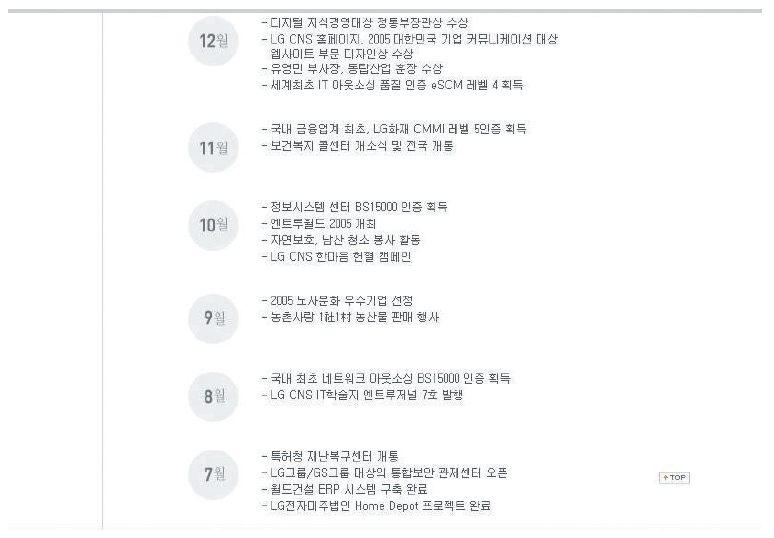 12월
- 디지털 지식경영대상 정통부장관상 수상
- LG CNS 홈페이지, 2005 대한민국 기업 커뮤니케이션 대상
웹사이트 부문 디자인상 수상
- 유영민 부사장, 동탑산업 훈장 수상
- 세계최초 IT 아웃소싱 품질 인증 eSCM 레벨 4 획득
11월
- 국내 금융업계 최초, LG화재 CMMI 레벨 5인증 획득
- 보건복지 콜센터 개소식 및 전국 개통
10월
- 정보시스템 센터 BS15000 인증 획득
- 엔트루월드 2005 개최
- 자연보호, 남산 청소 봉사 활동
- LG CNS 한마음 헌혈 캠페인
9월
- 2005 노사문화 우수기업 선정
- 농촌사랑 1社1村 농산물 판매 행사
8월
- 국내 최초 네트워크 아웃소싱 BS15000 인증 획득
- LG CNS IT학술지 엔트루저널 7호 발행
7월
- 특허청 재난복구센터 개통
- LG그룹/GS그룹 대상의 통합보안 관제센터 오픈
- 월드건설 ERP 시스템 구축 완료
- LG전자미주법인 Home Depot 프로젝트 완료
TOP